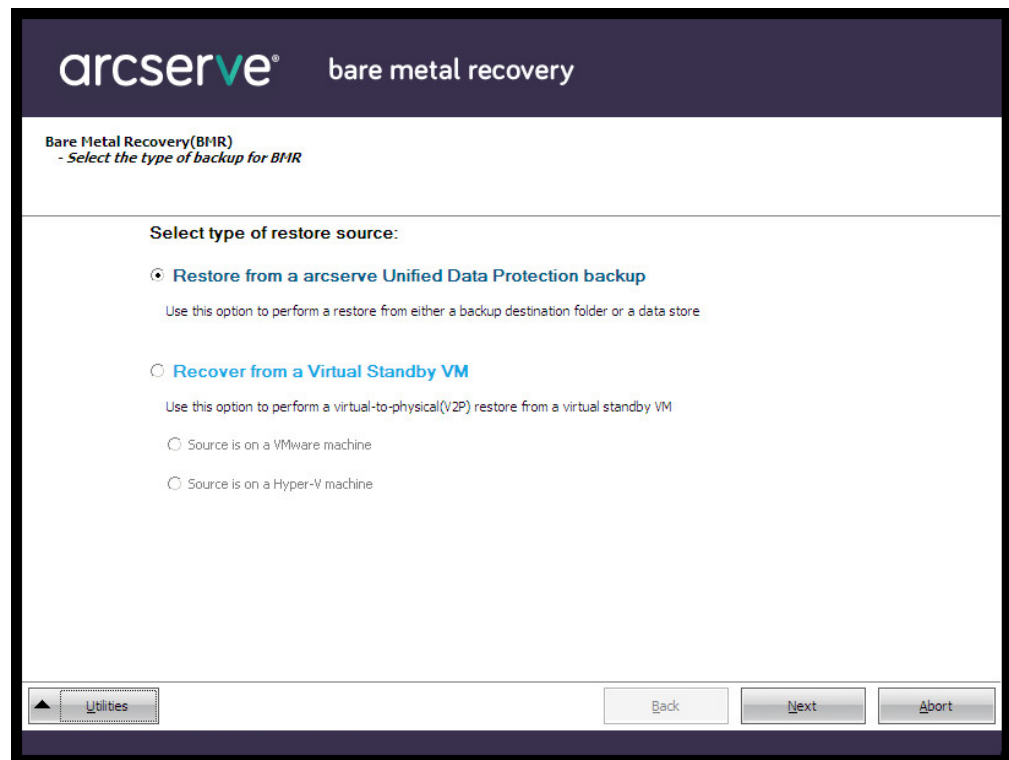 arcserve® bare metal recovery
Bare Metal Recovery(BMR)
- Select the type of backup for BMR
Select type of restore source:
Restore from a arcserve Unified Data Protection backup
Use this option to perform a restore from either a backup destination folder or a data store
Recover from a Virtual Standby VM
Use this option to perform a virtual-to-physical(V2P) restore from a virtual standby VM
Source is on a VMware machine
Source is on a Hyper-V machine
Utilities Back Next Abort